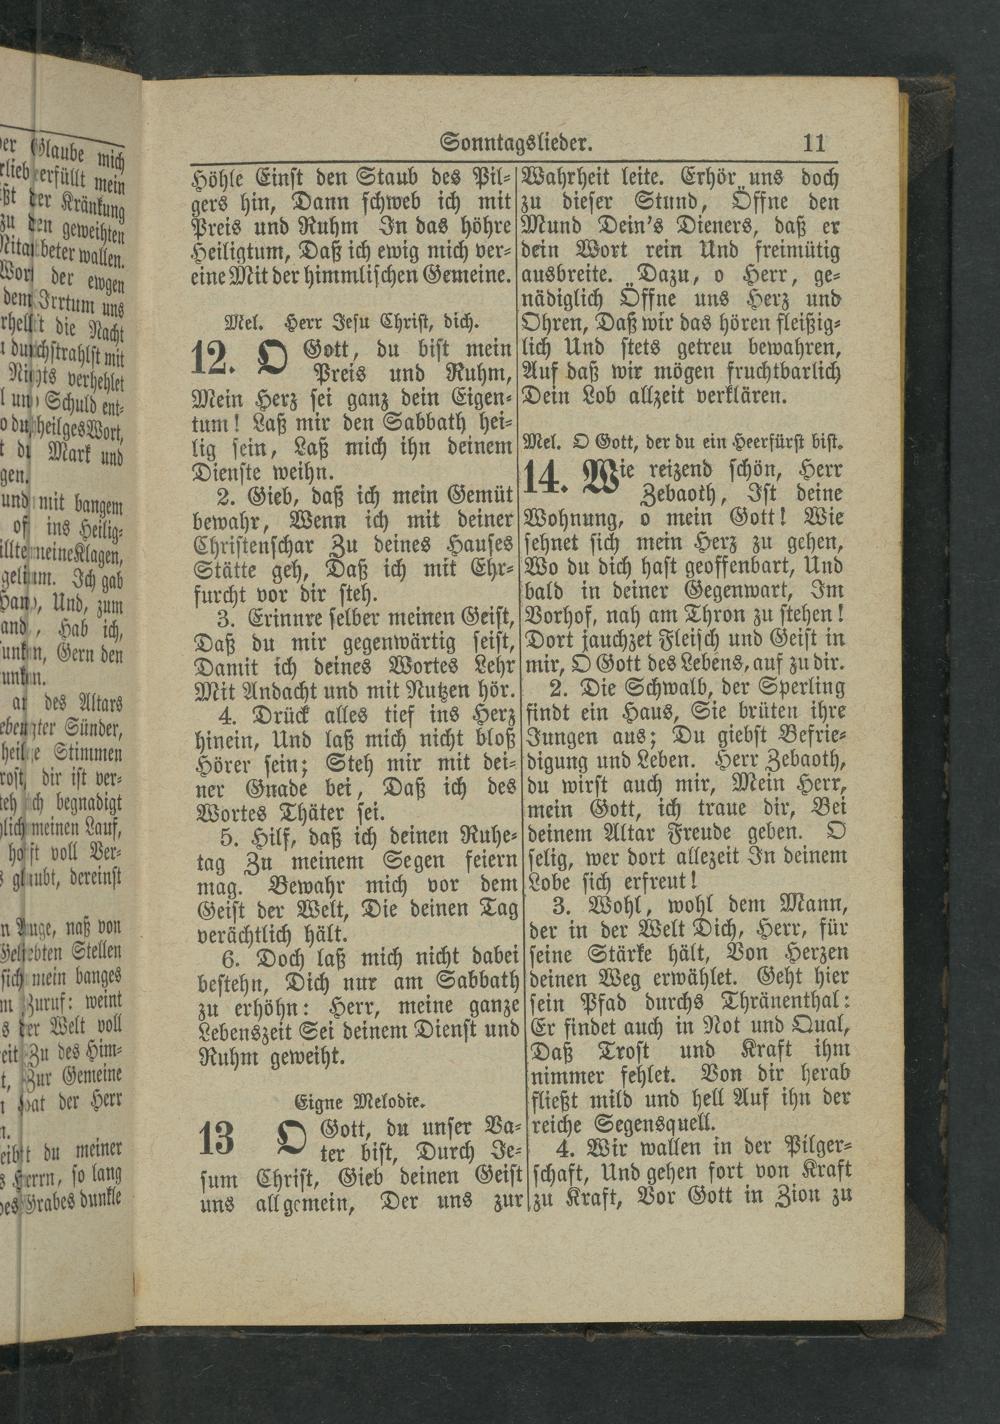 Sonntagslieder. 11
Höhle Einst den Staub des Pil-
gers hin, Dann schweb ich mit
Preis und Ruhm In das höhre
Heiligtum, Daß ich ewig mich ver-
eine Mit der himmlischen Gemeine.
Mel. Herr Jesu Christ, dich.
12. O Gott, du bist mein
Preis und Ruhm,
Mein Herz sei ganz dein Eigen-
tum! Laß mir den Sabbath hei-
lig sein, Laß mich ihn deinem
Dienste weihn.
2. Gieb, daß ich mein Gemüt
bewahr, Wenn ich mit deiner
Christenschar Zu deines Hauses
Stätte geh, Daß ich mit Ehr-
furcht vor dir steh.
3. Erinnre selber meinen Geist,
Daß du mir gegenwärtig seist,
Damit ich deines Wortes Lehr
Mit Andacht und mit Nutzen hör.
4. Drück alles tief ins Herz
hinein, Und laß mich nicht bloß
Hörer sein; Steh mir mit dei-
ner Gnade bei, Daß ich des
Wortes Thäter sei.
5. Hilf, daß ich deinen Ruhe-
tag Zu meinem Segen feiern
mag. Bewahr mich vor dem
Geist der Welt, Die deinen Tag
verächtlich hält.
6. Doch laß mich nicht dabei
bestehn, Dich nur am Sabbath
zu erhöhn: Herr, meine ganze
Lebenszeit Sei deinem Dienst und
Ruhm geweiht.
Eigne Melodie.
13 O Gott, du unser Va-
ter bist, Durch Je-
sum Christ, Gieb deinen Geist
uns allgemein, Der uns zur
Wahrheit leite. Erhör uns doch
zu dieser Stund, Öffne den
Mund Dein's Dieners, daß er
dein Wort rein Und freimütig
ausbreite. Dazu, o Herr, ge-
nädiglich Öffne uns Herz und
Ohren, Daß wir das hören fleißig-
lich Und stets getreu bewahren,
Auf daß wir mögen fruchtbarlich
Dein Lob allzeit verklären.
Mel. O Gott, der du ein Heerfürst bist.
14. Wie reizend schön, Herr
Zebaoth, Ist deine
Wohnung, o mein Gott! Wie
sehnet sich mein Herz zu gehen,
Wo du dich hast geoffenbart, Und
bald in deiner Gegenwart, Im
Vorhof, nah am Thron zu stehen!
Dort jauchzet Fleisch und Geist in
mir, O Gott des Lebens, auf zu dir.
2. Die Schwalb, der Sperling
findt ein Haus, Sie brüten ihre
Jungen aus; Du giebst Befrie-
digung und Leben. Herr Zebaoth,
du wirst auch mir, Mein Herr,
mein Gott, ich traue dir, Bei
deinem Altar Freude geben. O
selig, wer dort allezeit In deinem
Lobe sich erfreut!
3. Wohl, wohl dem Mann,
der in der Welt Dich, Herr, für
seine Stärke hält, Von Herzen
deinen Weg erwählet. Geht hier
sein Pfad durchs Thränenthal:
Er findet auch in Not und Qual,
Daß Trost und Kraft ihm
nimmer fehlet. Von dir herab
fließt mild und hell Auf ihn der
reiche Segensquell.
4. Wir wallen in der Pilger-
schaft, Und gehen fort von Kraft
zu Kraft, Vor Gott in Zion zu